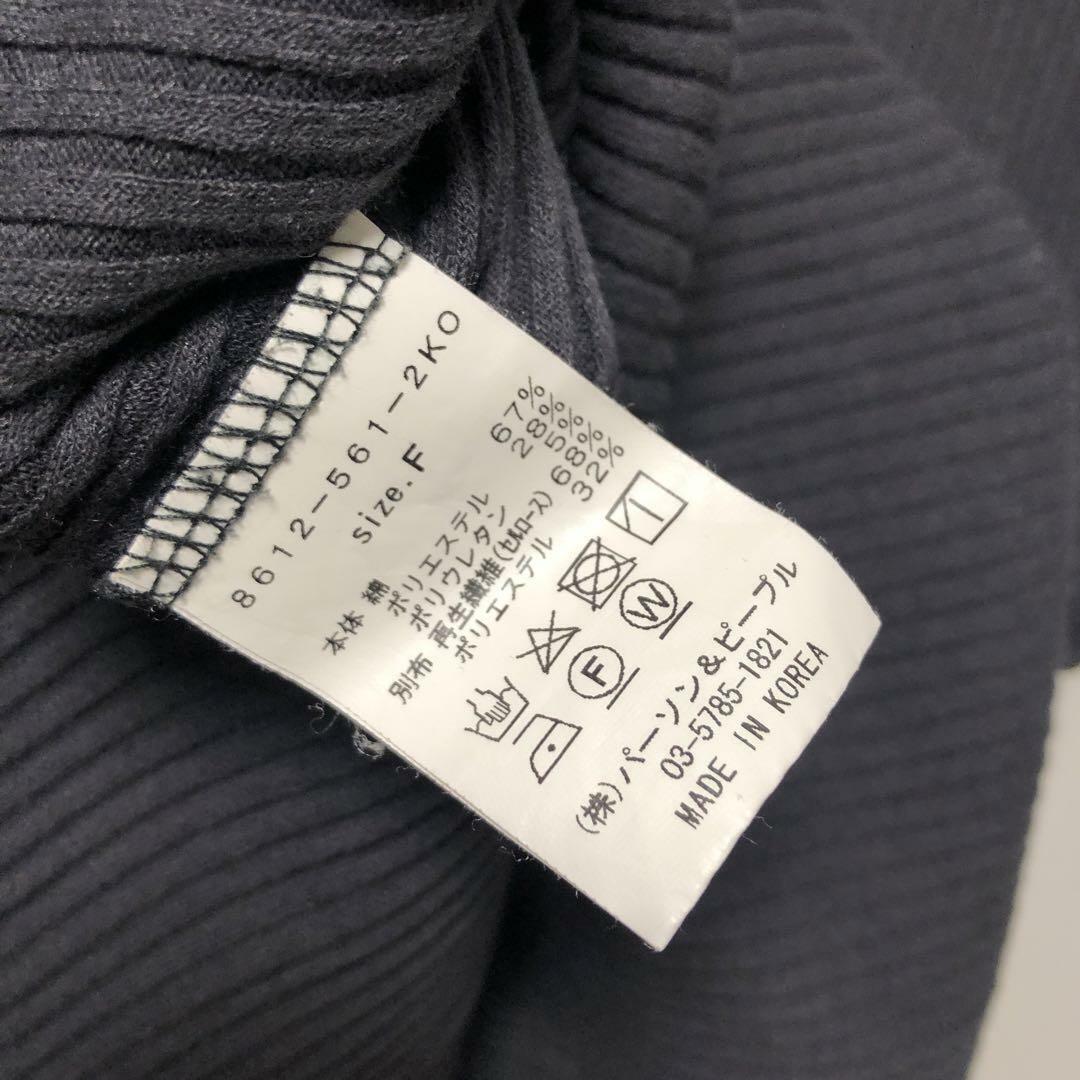 8612-561-2KO
size.F
本体 綿 67%
ポリエステル 28%
ポリウレタン 5%
別布 再生繊維(セルロース) 68%
ポリエステル 32%
W
F
(株)パーソン&ピープル
03-5785-1821
MADE IN KOREA